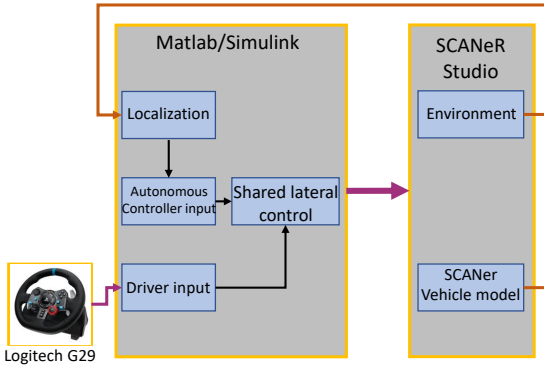 Matlab/Simulink
SCANeR
Studio
Localization
Environment
Autonomous
Controller input
Shared lateral
control
Driver input
SCANer
Vehicle model
Logitech G29